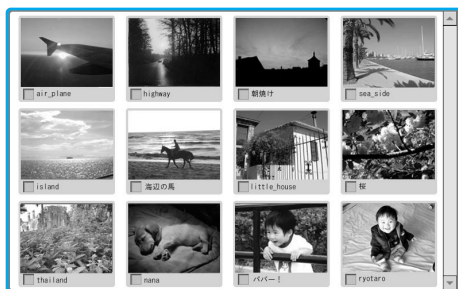 air_plane
highway
朝焼け
sea_side
island
海辺の馬
little_house
桜
thailand
nana
パパー！
ryotaro